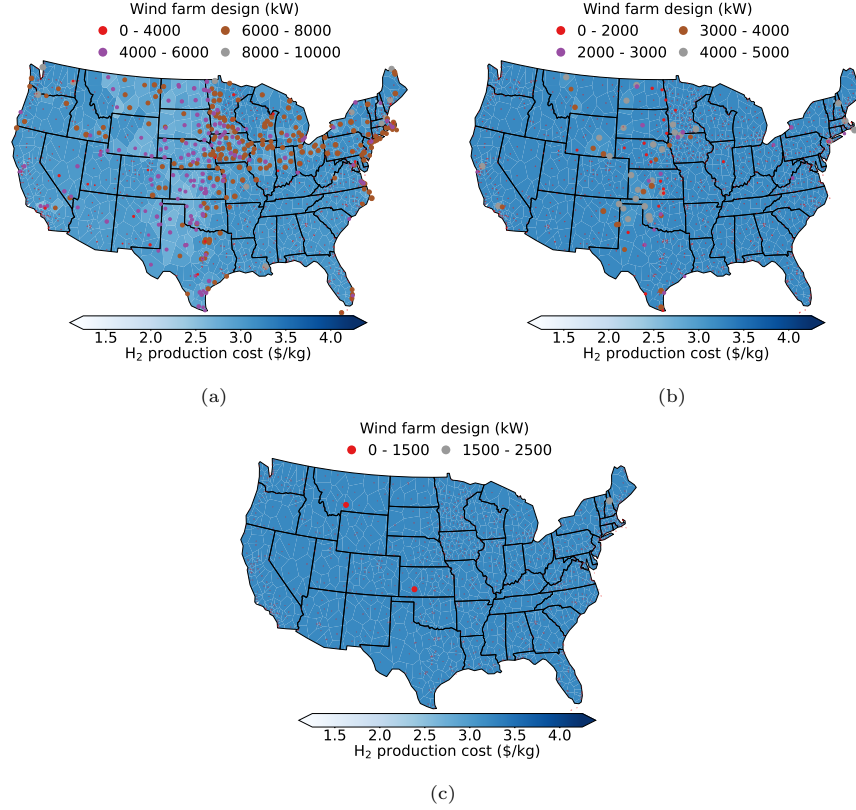 Wind farm design (kW)
0 - 4000
6000 - 8000
4000 - 6000
8000 - 10000
1.5 2.0 2.5 3.0 3.5 4.0
H₂ production cost ($/kg)
(a)
Wind farm design (kW)
0 - 2000
3000 - 4000
2000 - 3000
4000 - 5000
1.5 2.0 2.5 3.0 3.5 4.0
H₂ production cost ($/kg)
(b)
Wind farm design (kW)
0 - 1500
1500 - 2500
1.5 2.0 2.5 3.0 3.5 4.0
H₂ production cost ($/kg)
(c)